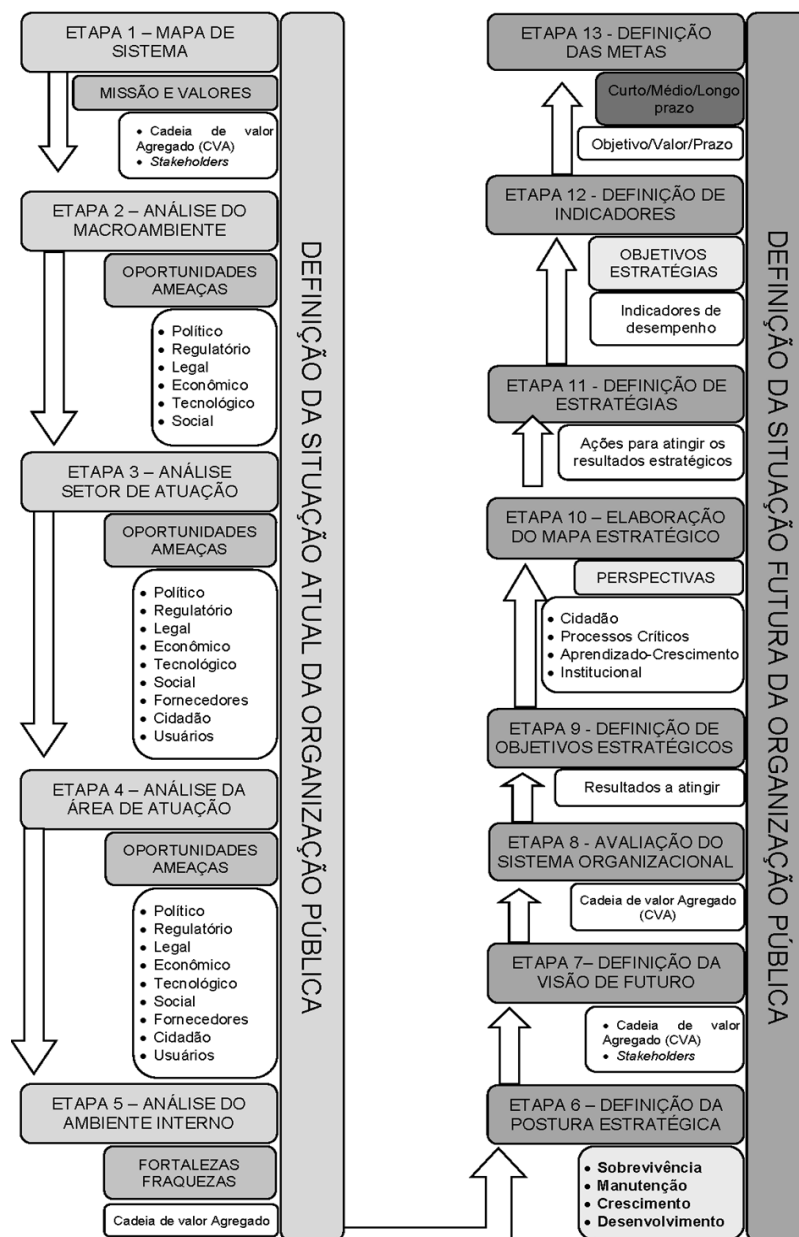 ETAPA 1 – MAPA DE
SISTEMA
MISSÃO E VALORES
• Cadeia de valor
Agregado (CVA)
• Stakeholders
ETAPA 2 – ANÁLISE DO
MACROAMBIENTE
OPORTUNIDADES
AMEAÇAS
• Político
• Regulatório
• Legal
• Econômico
• Tecnológico
• Social
ETAPA 3 – ANÁLISE
SETOR DE ATUAÇÃO
OPORTUNIDADES
AMEAÇAS
• Político
• Regulatório
• Legal
• Econômico
• Tecnológico
• Social
• Fornecedores
• Cidadão
• Usuários
ETAPA 4 – ANÁLISE DA
ÁREA DE ATUAÇÃO
OPORTUNIDADES
AMEAÇAS
• Político
• Regulatório
• Legal
• Econômico
• Tecnológico
• Social
• Fornecedores
• Cidadão
• Usuários
ETAPA 5 – ANÁLISE DO
AMBIENTE INTERNO
FORTALEZAS
FRAQUEZAS
Cadeia de valor Agregado
DEFINIÇÃO DA SITUAÇÃO ATUAL DA ORGANIZAÇÃO PÚBLICA
ETAPA 13 - DEFINIÇÃO
DAS METAS
Curto/Médio/Longo
prazo
Objetivo/Valor/Prazo
ETAPA 12 - DEFINIÇÃO DE
INDICADORES
OBJETIVOS
ESTRATÉGIAS
Indicadores de
desempenho
ETAPA 11 - DEFINIÇÃO DE
ESTRATÉGIAS
Ações para atingir os
resultados estratégicos
ETAPA 10 – ELABORAÇÃO
DO MAPA ESTRATÉGICO
PERSPECTIVAS
• Cidadão
• Processos Críticos
• Aprendizado-Crescimento
• Institucional
ETAPA 9 - DEFINIÇÃO DE
OBJETIVOS ESTRATÉGICOS
Resultados a atingir
ETAPA 8 - AVALIAÇÃO DO
SISTEMA ORGANIZACIONAL
Cadeia de valor Agregado
(CVA)
ETAPA 7– DEFINIÇÃO DA
VISÃO DE FUTURO
• Cadeia de valor
Agregado (CVA)
• Stakeholders
ETAPA 6 – DEFINIÇÃO DA
POSTURA ESTRATÉGICA
• Sobrevivência
• Manutenção
• Crescimento
• Desenvolvimento
DEFINIÇÃO DA SITUAÇÃO FUTURA DA ORGANIZAÇÃO PÚBLICA